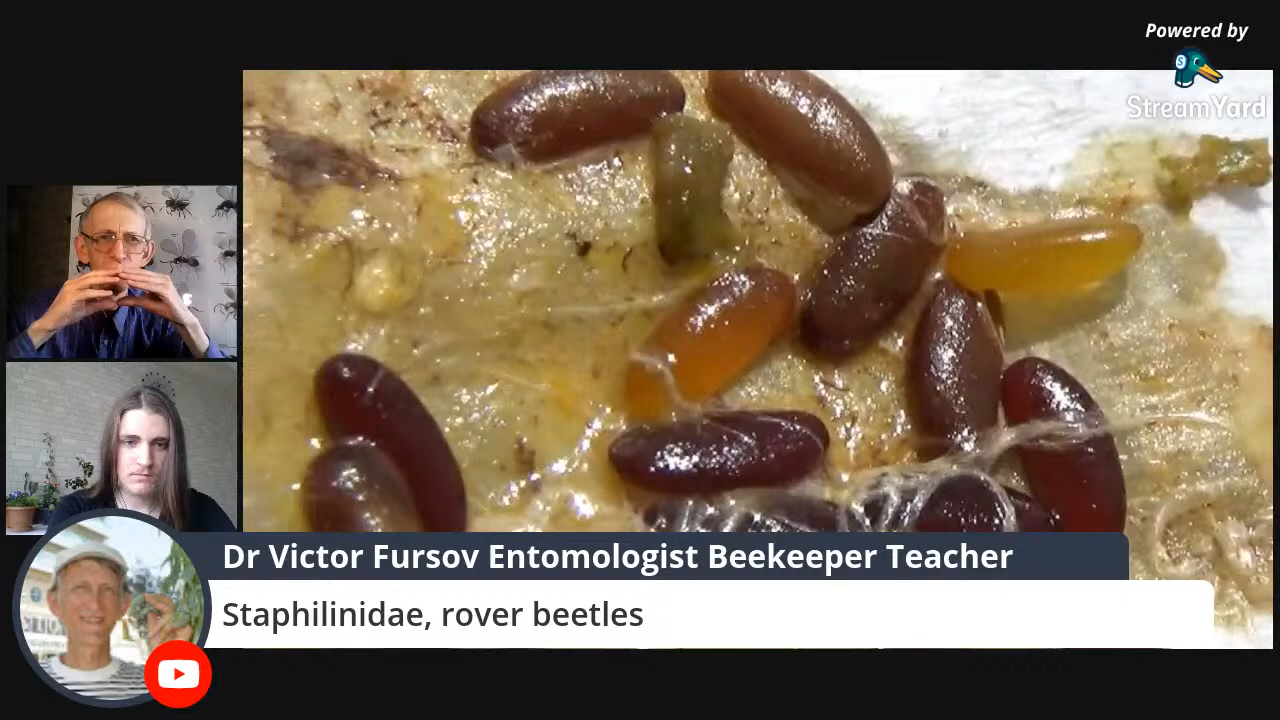 Powered by
StreamYard
Dr Victor Fursov Entomologist Beekeeper Teacher
Staphilinidae, rover beetles